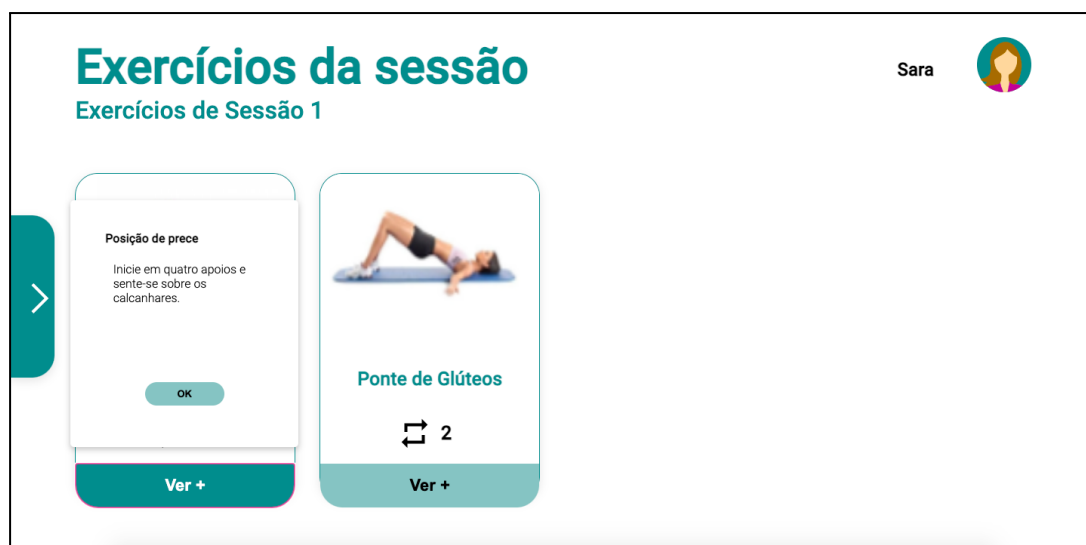 Exercícios da sessão
Exercícios de Sessão 1
Sara
Posição de prece
Inicie em quatro apoios e
sente-se sobre os
calcanhares.
OK
Ver +
Ponte de Glúteos
2
Ver +